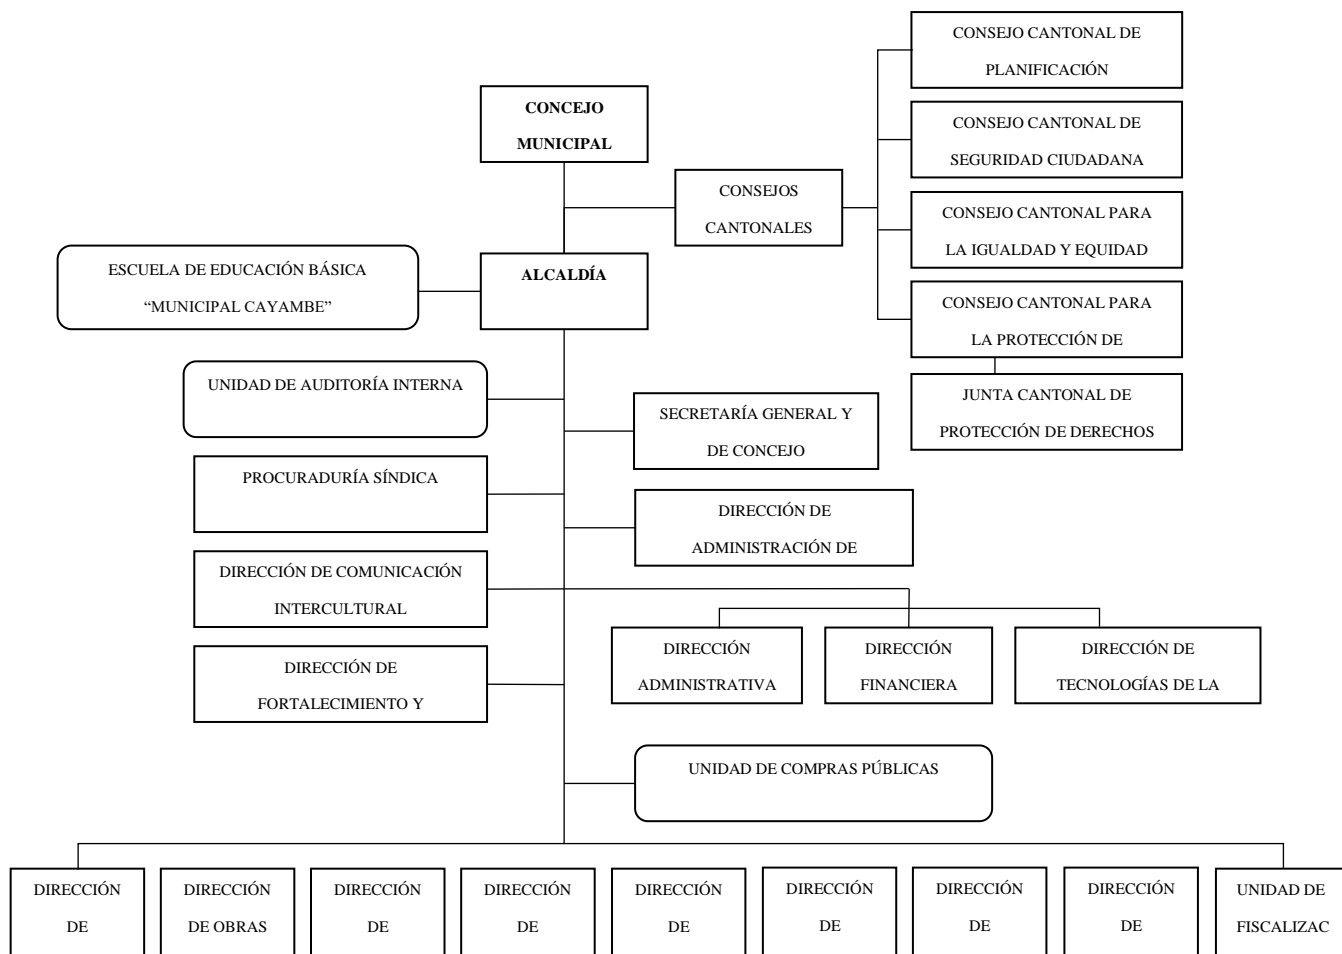 CONSEJO CANTONAL DE
PLANIFICACIÓN
CONCEJO
MUNICIPAL
CONSEJO CANTONAL DE
SEGURIDAD CIUDADANA
CONSEJOS
CANTONALES
CONSEJO CANTONAL PARA
LA IGUALDAD Y EQUIDAD
ESCUELA DE EDUCACIÓN BÁSICA
“MUNICIPAL CAYAMBE”
ALCALDÍA
CONSEJO CANTONAL PARA
LA PROTECCIÓN DE
UNIDAD DE AUDITORÍA INTERNA
JUNTA CANTONAL DE
PROTECCIÓN DE DERECHOS
SECRETARÍA GENERAL Y
DE CONCEJO
PROCURADURÍA SÍNDICA
DIRECCIÓN DE
ADMINISTRACIÓN DE
DIRECCIÓN DE COMUNICACIÓN
INTERCULTURAL
DIRECCIÓN
ADMINISTRATIVA
DIRECCIÓN
FINANCIERA
DIRECCIÓN DE
TECNOLOGÍAS DE LA
DIRECCIÓN DE
FORTALECIMIENTO Y
UNIDAD DE COMPRAS PÚBLICAS
DIRECCIÓN
DE
DIRECCIÓN
DE OBRAS
DIRECCIÓN
DE
DIRECCIÓN
DE
DIRECCIÓN
DE
DIRECCIÓN
DE
DIRECCIÓN
DE
DIRECCIÓN
DE
UNIDAD DE
FISCALIZAC